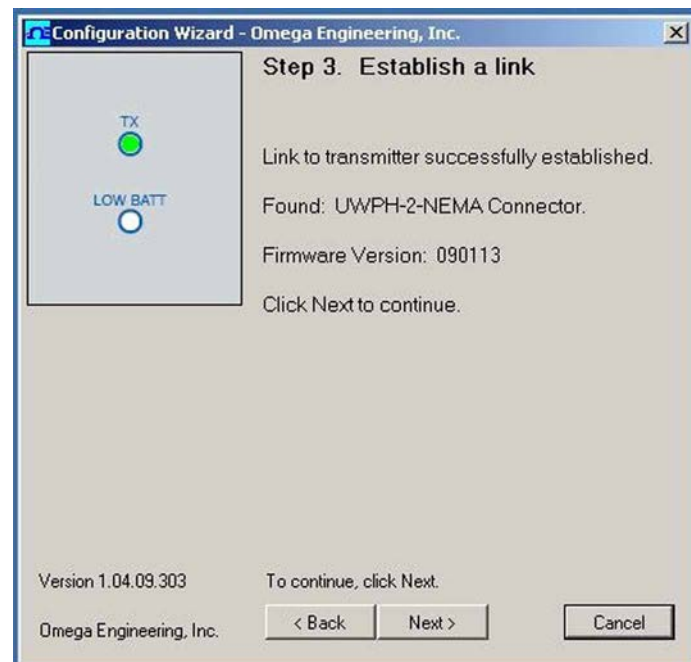 Configuration Wizard - Omega Engineering, Inc.
Step 3. Establish a link
TX
LOW BATT
Link to transmitter successfully established.
Found: UWPH-2-NEMA Connector.
Firmware Version: 090113
Click Next to continue.
Version 1.04.09.303
To continue, click Next.
Omega Engineering, Inc.
< Back
Next >
Cancel